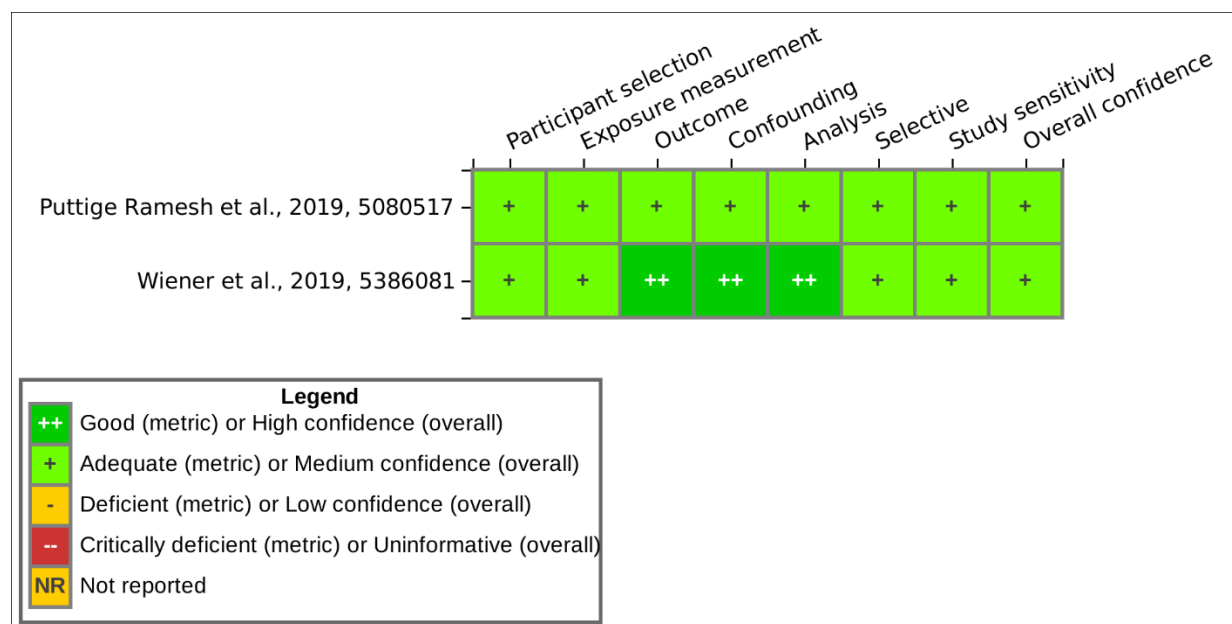 Participant selection
Exposure measurement
Outcome
Confounding
Analysis
Selective
Study sensitivity
Overall confidence
Puttige Ramesh et al., 2019, 5080517 + + + + + + + +
Wiener et al., 2019, 5386081 + + ++ ++ ++ + + +
Legend
++ Good (metric) or High confidence (overall)
+ Adequate (metric) or Medium confidence (overall)
- Deficient (metric) or Low confidence (overall)
-- Critically deficient (metric) or Uninformative (overall)
NR Not reported